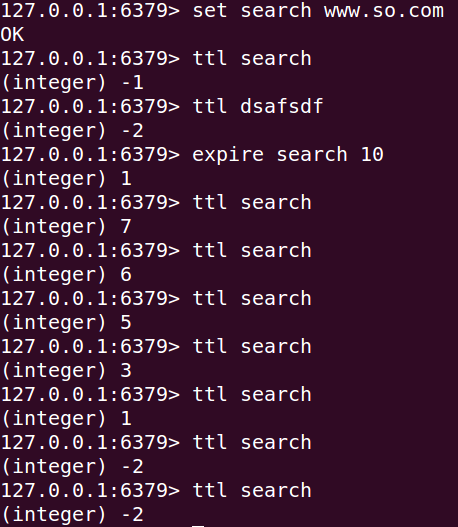 127.0.0.1:6379> set search www.so.com
OK
127.0.0.1:6379> ttl search
(integer) -1
127.0.0.1:6379> ttl dsafsdf
(integer) -2
127.0.0.1:6379> expire search 10
(integer) 1
127.0.0.1:6379> ttl search
(integer) 7
127.0.0.1:6379> ttl search
(integer) 6
127.0.0.1:6379> ttl search
(integer) 5
127.0.0.1:6379> ttl search
(integer) 3
127.0.0.1:6379> ttl search
(integer) 1
127.0.0.1:6379> ttl search
(integer) -2
127.0.0.1:6379> ttl search
(integer) -2